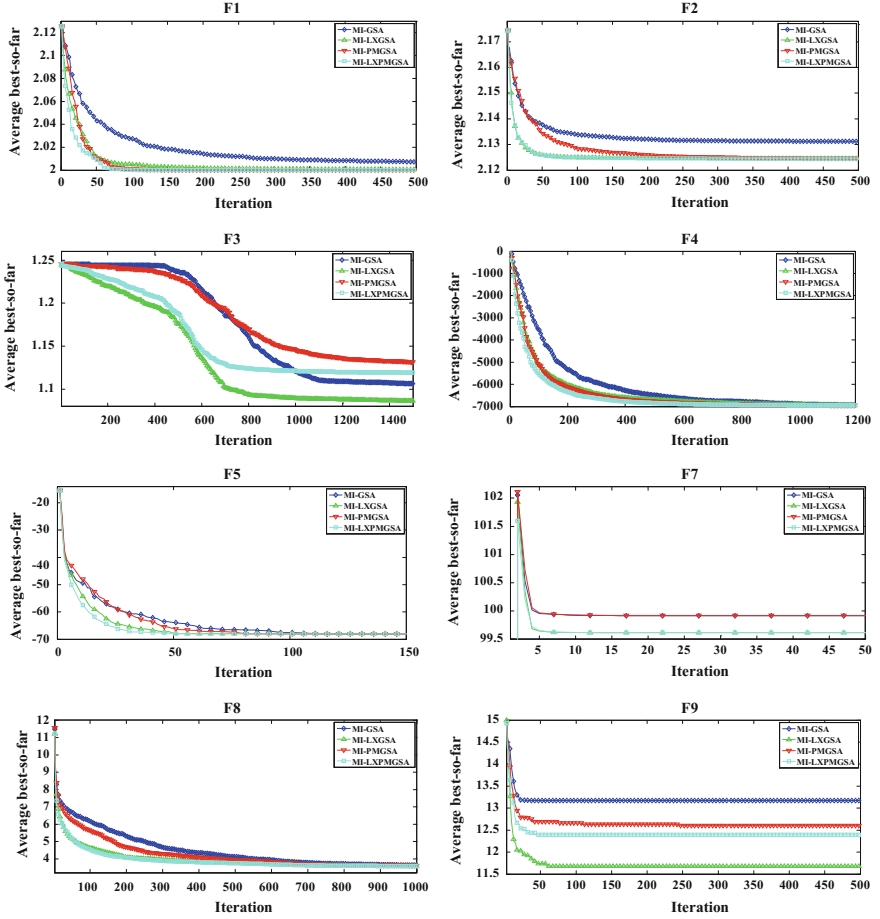 F1
Average best-so-far
2.12
2.1
2.08
2.06
2.04
2.02
2
0 50 100 150 200 250 300 350 400 450 500
Iteration
MI-GSA
MI-LXGSA
MI-PMGSA
MI-LXPMGSA
F2
Average best-so-far
2.17
2.16
2.15
2.14
2.13
2.12
0 100 200 300 400 500
Iteration
MI-GSA
MI-LXGSA
MI-PMGSA
MI-LXPMGSA
F3
Average best-so-far
1.25
1.2
1.15
1.1
200 400 600 800 1000 1200 1400
Iteration
MI-GSA
MI-LXGSA
MI-PMGSA
MI-LXPMGSA
F4
Average best-so-far
0
-1000
-2000
-3000
-4000
-5000
-6000
-7000
0 200 400 600 800 1000 1200
Iteration
MI-GSA
MI-LXGSA
MI-PMGSA
MI-LXPMGSA
F5
Average best-so-far
-20
-30
-40
-50
-60
-70
0 50 100 150
Iteration
MI-GSA
MI-LXGSA
MI-PMGSA
MI-LXPMGSA
F7
Average best-so-far
102
101.5
101
100.5
100
99.5
5 10 15 20 25 30 35 40 45 50
Iteration
MI-GSA
MI-LXGSA
MI-PMGSA
MI-LXPMGSA
F8
Average best-so-far
12
11
10
9
8
7
6
5
4
100 200 300 400 500 600 700 800 900 1000
Iteration
MI-GSA
MI-LXGSA
MI-PMGSA
MI-LXPMGSA
F9
Average best-so-far
15
14.5
14
13.5
13
12.5
12
11.5
50 100 150 200 250 300 350 400 450 500
Iteration
MI-GSA
MI-LXGSA
MI-PMGSA
MI-LXPMGSA